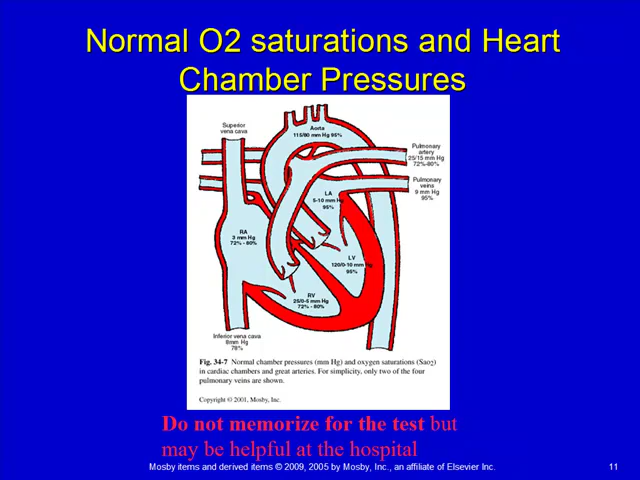 Normal O2 saturations and Heart
Chamber Pressures
Superior
vena cava
Aorta
115/80 mm Hg 95%
Pulmonary
artery
25/15 mm Hg
72%-80%
Pulmonary
veins
9 mm Hg
95%
LA
5-10 mm Hg
95%
RA
3 mm Hg
72% - 80%
LV
120/0-10 mm Hg
95%
RV
25/0-5 mm Hg
72% - 80%
Inferior vena cava
8mm Hg
78%
Fig. 34-7 Normal chamber pressures (mm Hg) and oxygen saturations (Sao2)
in cardiac chambers and great arteries. For simplicity, only two of the four
pulmonary veins are shown.
Copyright © 2001, Mosby, Inc.
Do not memorize for the test but
may be helpful at the hospital
Mosby items and derived items © 2009, 2005 by Mosby, Inc., an affiliate of Elsevier Inc.
11